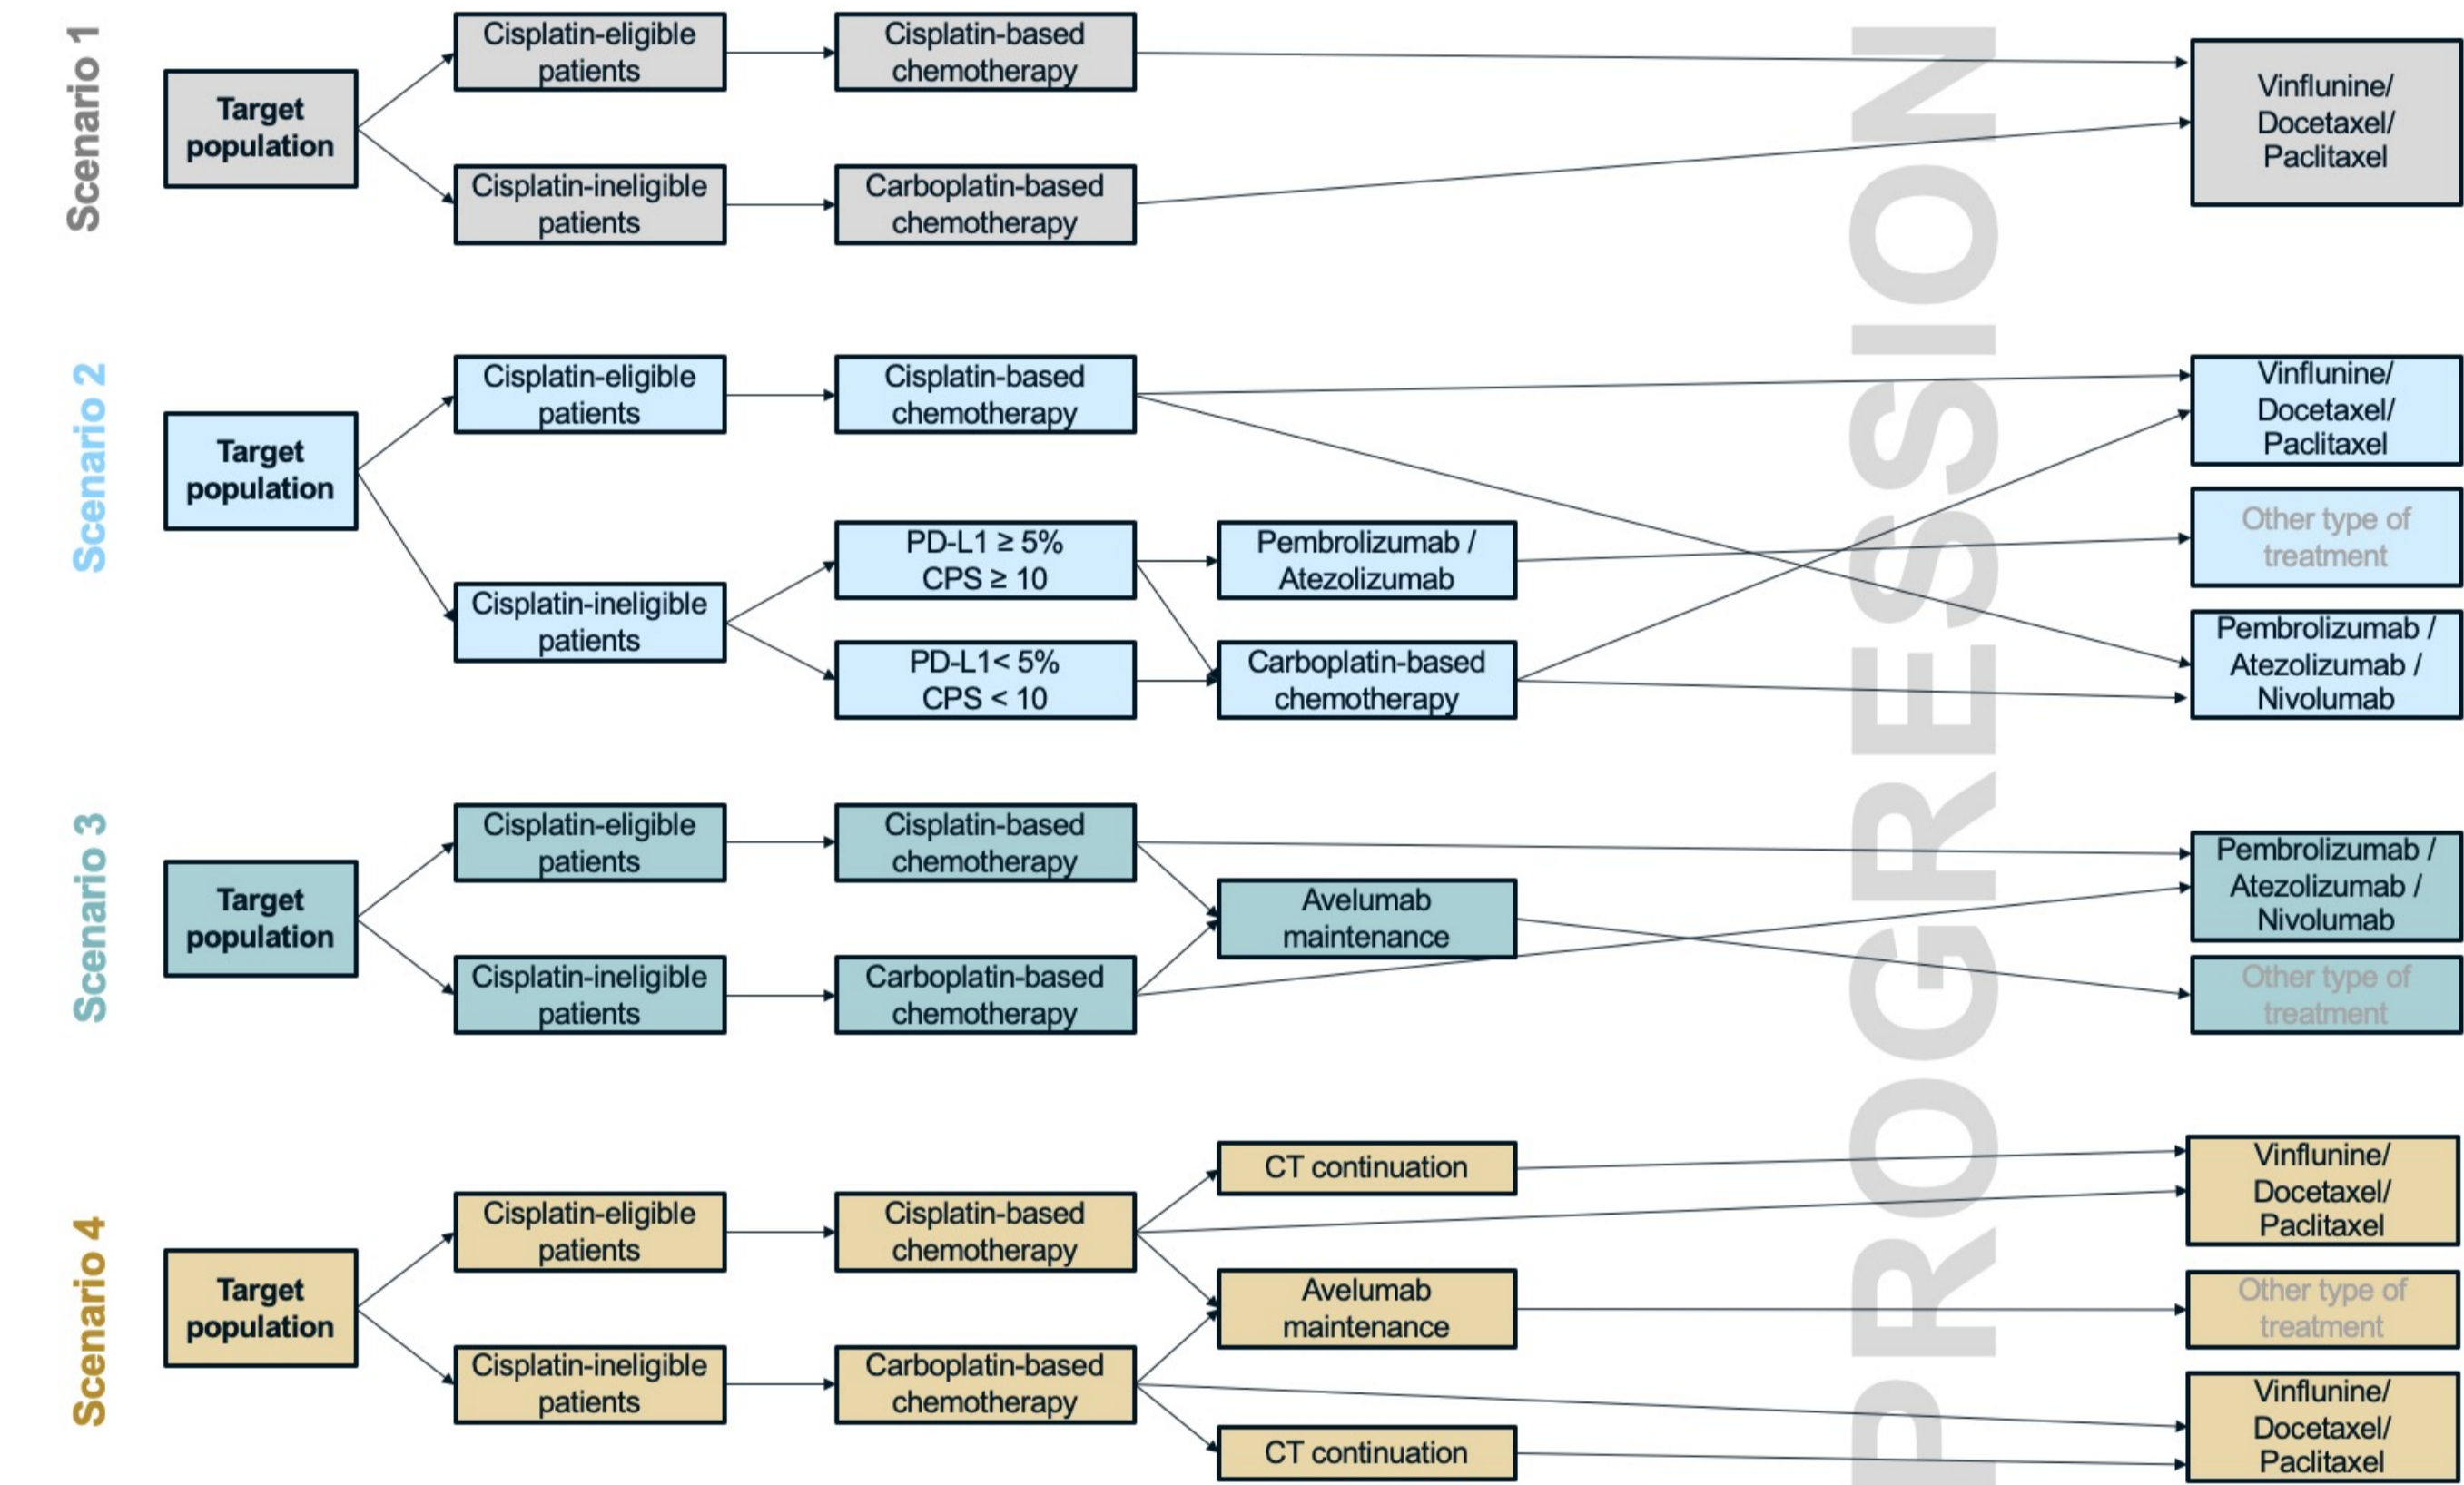 Scenario 1
Target
population
Cisplatin-eligible
patients
Cisplatin-based
chemotherapy
Cisplatin-ineligible
patients
Carboplatin-based
chemotherapy
Vinflunine/
Docetaxel/
Paclitaxel
Scenario 2
Target
population
Cisplatin-eligible
patients
Cisplatin-based
chemotherapy
Cisplatin-ineligible
patients
PD-L1 ≥ 5%
CPS ≥ 10
PD-L1< 5%
CPS < 10
Pembrolizumab /
Atezolizumab
Carboplatin-based
chemotherapy
Vinflunine/
Docetaxel/
Paclitaxel
Other type of
treatment
Pembrolizumab /
Atezolizumab /
Nivolumab
Scenario 3
Target
population
Cisplatin-eligible
patients
Cisplatin-based
chemotherapy
Cisplatin-ineligible
patients
Carboplatin-based
chemotherapy
Avelumab
maintenance
Pembrolizumab /
Atezolizumab /
Nivolumab
Other type of
treatment
Scenario 4
Target
population
Cisplatin-eligible
patients
Cisplatin-based
chemotherapy
Cisplatin-ineligible
patients
Carboplatin-based
chemotherapy
CT continuation
Avelumab
maintenance
CT continuation
Vinflunine/
Docetaxel/
Paclitaxel
Other type of
treatment
Vinflunine/
Docetaxel/
Paclitaxel
PROGRESSION